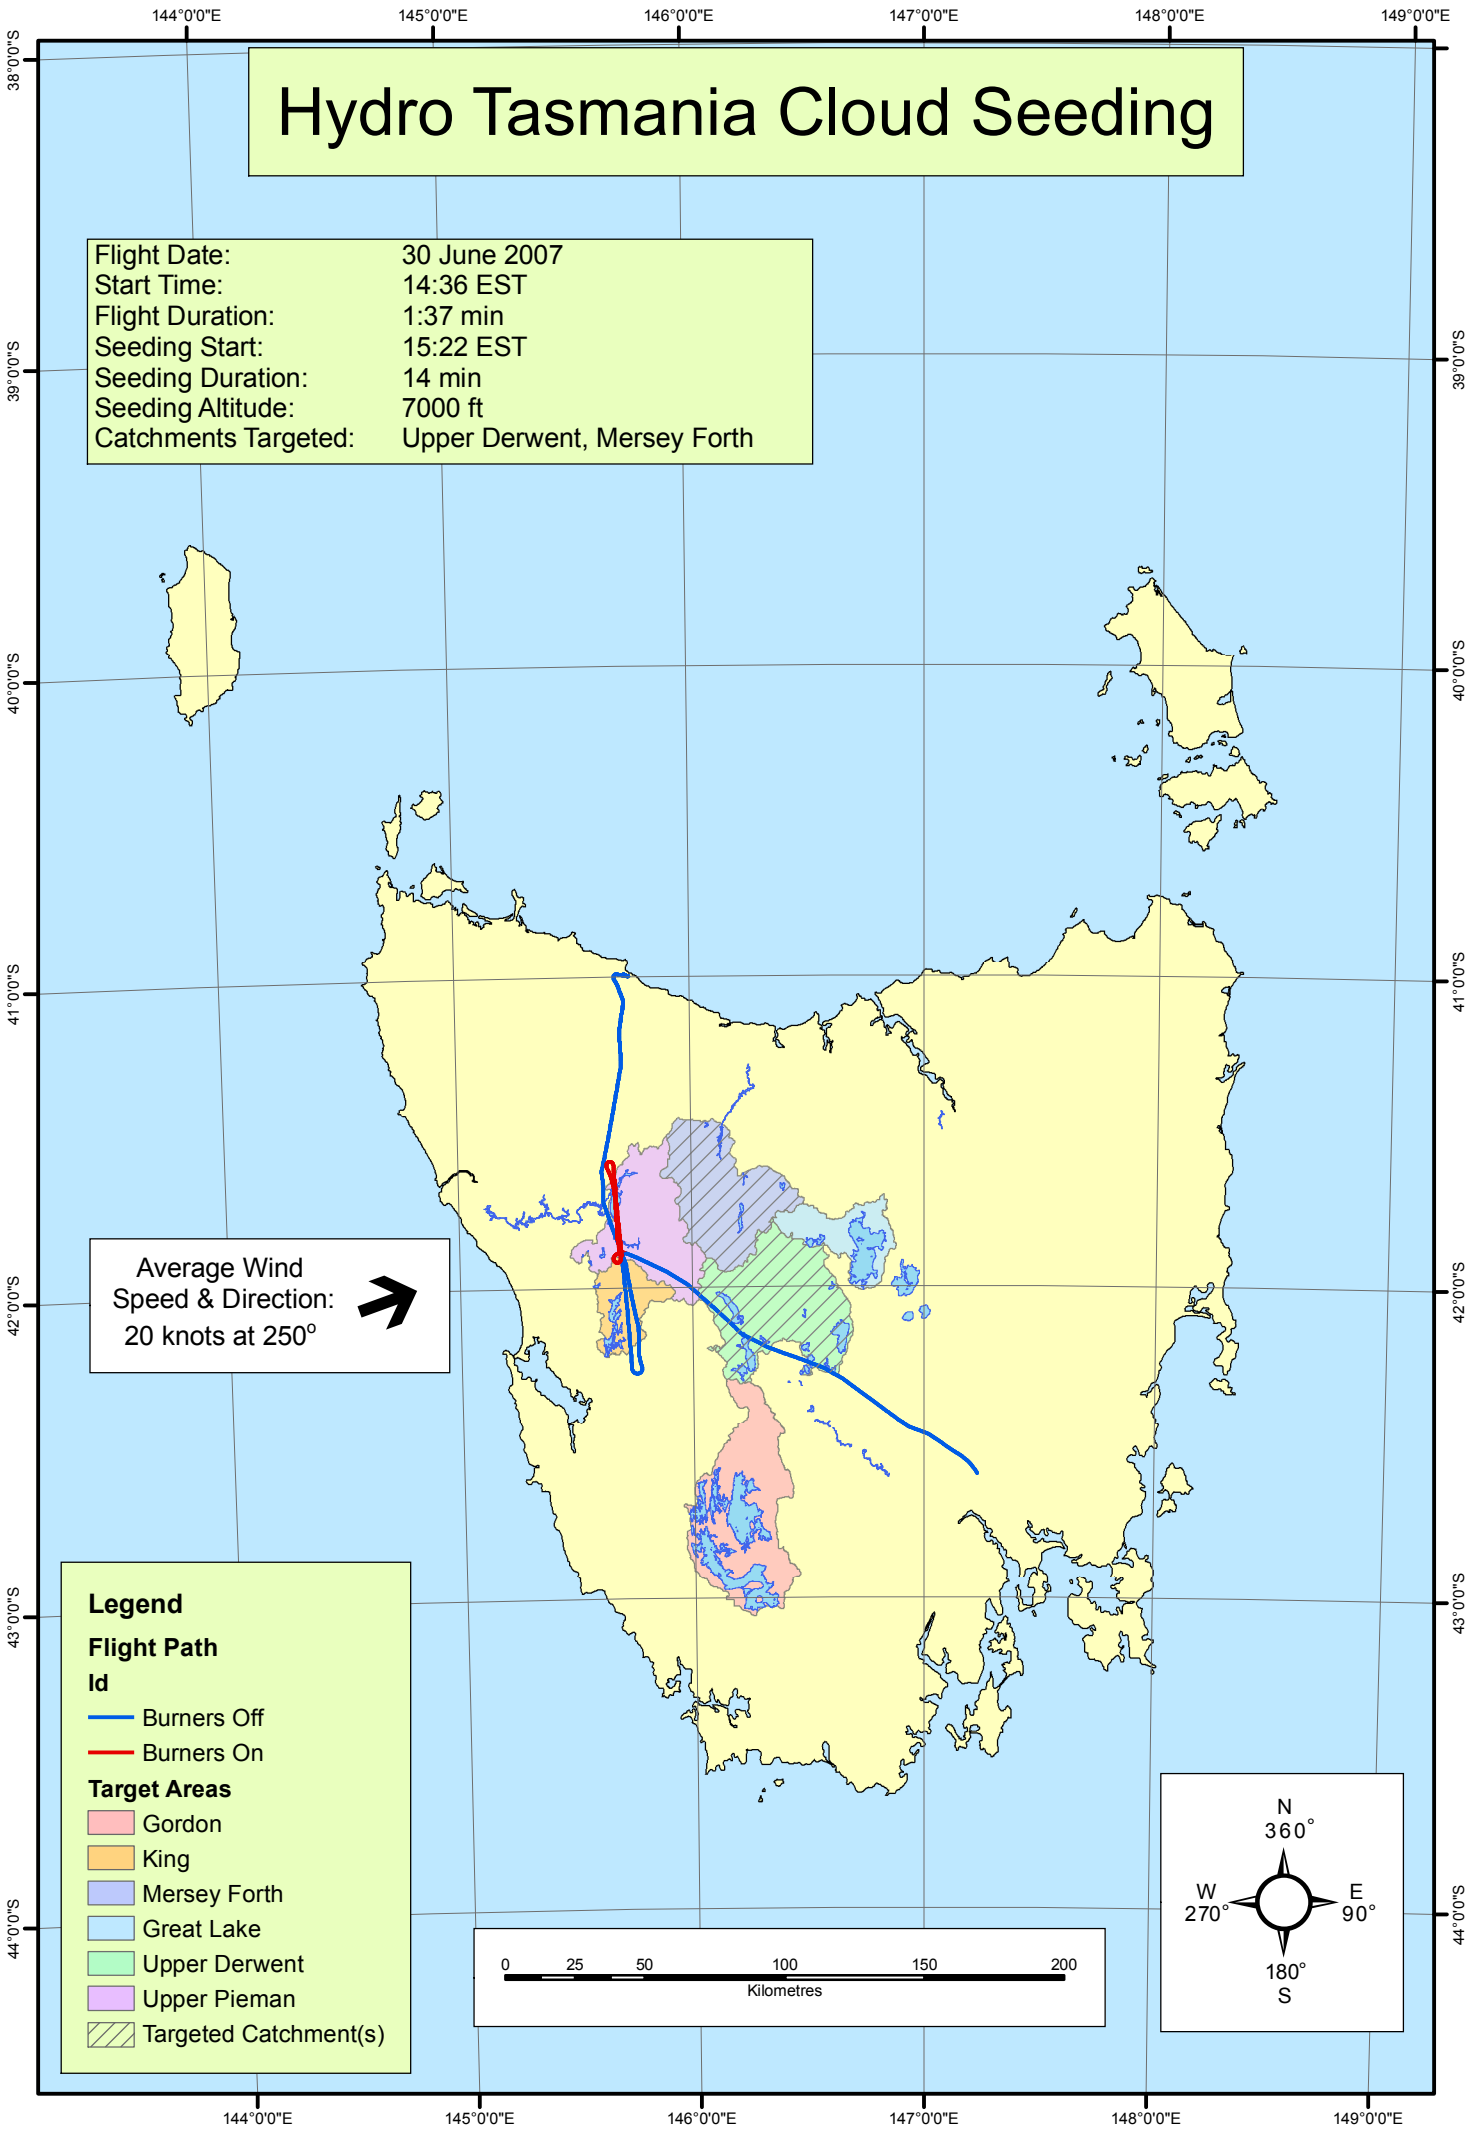 144°0'0"E 145°0'0"E 146°0'0"E 147°0'0"E 148°0'0"E 149°0'0"E
Hydro Tasmania Cloud Seeding
Flight Date: 30 June 2007
Start Time: 14:36 EST
Flight Duration: 1:37 min
Seeding Start: 15:22 EST
Seeding Duration: 14 min
Seeding Altitude: 7000 ft
Catchments Targeted: Upper Derwent, Mersey Forth
38°0'0"S
39°0'0"S
40°0'0"S
41°0'0"S
42°0'0"S
43°0'0"S
44°0'0"S
39°0'0"S
40°0'0"S
41°0'0"S
42°0'0"S
43°0'0"S
44°0'0"S
Average Wind
Speed & Direction:
20 knots at 250°
Legend
Flight Path
Id
Burners Off
Burners On
Target Areas
Gordon
King
Mersey Forth
Great Lake
Upper Derwent
Upper Pieman
Targeted Catchment(s)
0 25 50 100 150 200
Kilometres
N
360°
W E
270° 90°
180°
S
144°0'0"E 145°0'0"E 146°0'0"E 147°0'0"E 148°0'0"E 149°0'0"E